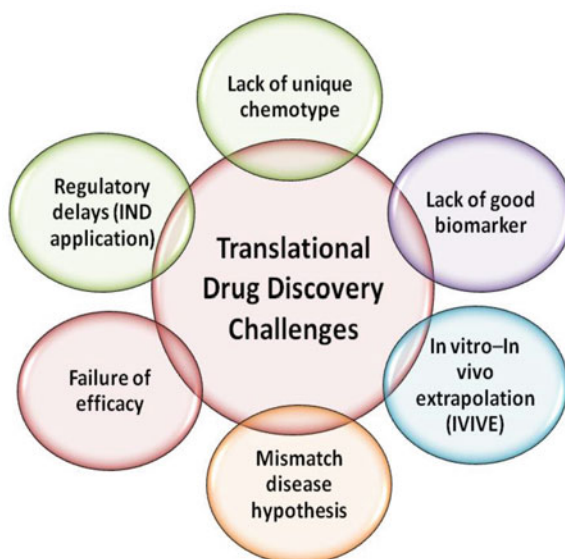 Lack of unique
chemotype
Regulatory
delays (IND
application)
Lack of good
biomarker
Translational
Drug Discovery
Challenges
Failure of
efficacy
In vitro–In
vivo
extrapolation
(IVIVE)
Mismatch
disease
hypothesis